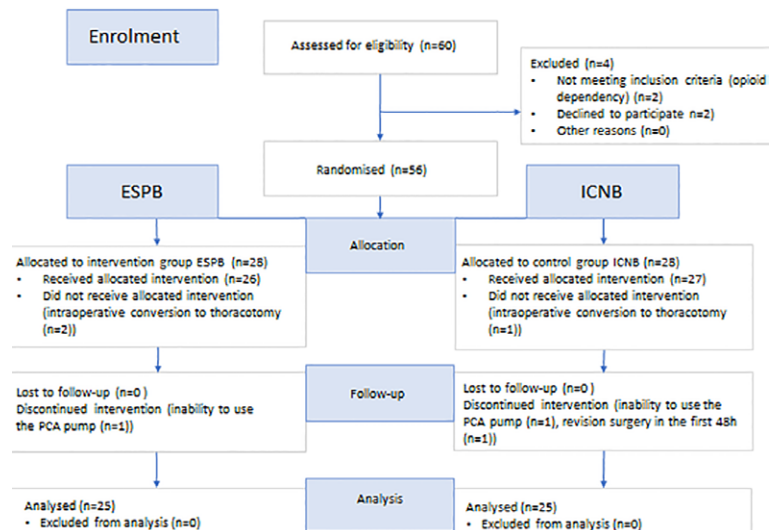 Enrolment
Assessed for eligibility (n=60)
Excluded (n=4)
• Not meeting inclusion criteria (opioid
dependency) (n=2)
• Declined to participate n=2)
• Other reasons (n=0)
Randomised (n=56)
ESPB
ICNB
Allocation
Allocated to intervention group ESPB (n=28)
• Received allocated intervention (n=26)
• Did not receive allocated intervention
(intraoperative conversion to thoracotomy
(n=2))
Allocated to control group ICNB (n=28)
• Received allocated intervention (n=27)
• Did not receive allocated intervention
(intraoperative conversion to thoracotomy
(n=1))
Follow-up
Lost to follow-up (n=0 )
Discontinued intervention (inability to use
the PCA pump (n=1))
Lost to follow-up (n=0 )
Discontinued intervention (inability to use the
PCA pump (n=1), revision surgery in the first 48h
(n=1))
Analysis
Analysed (n=25)
• Excluded from analysis (n=0)
Analysed (n=25)
• Excluded from analysis (n=0)